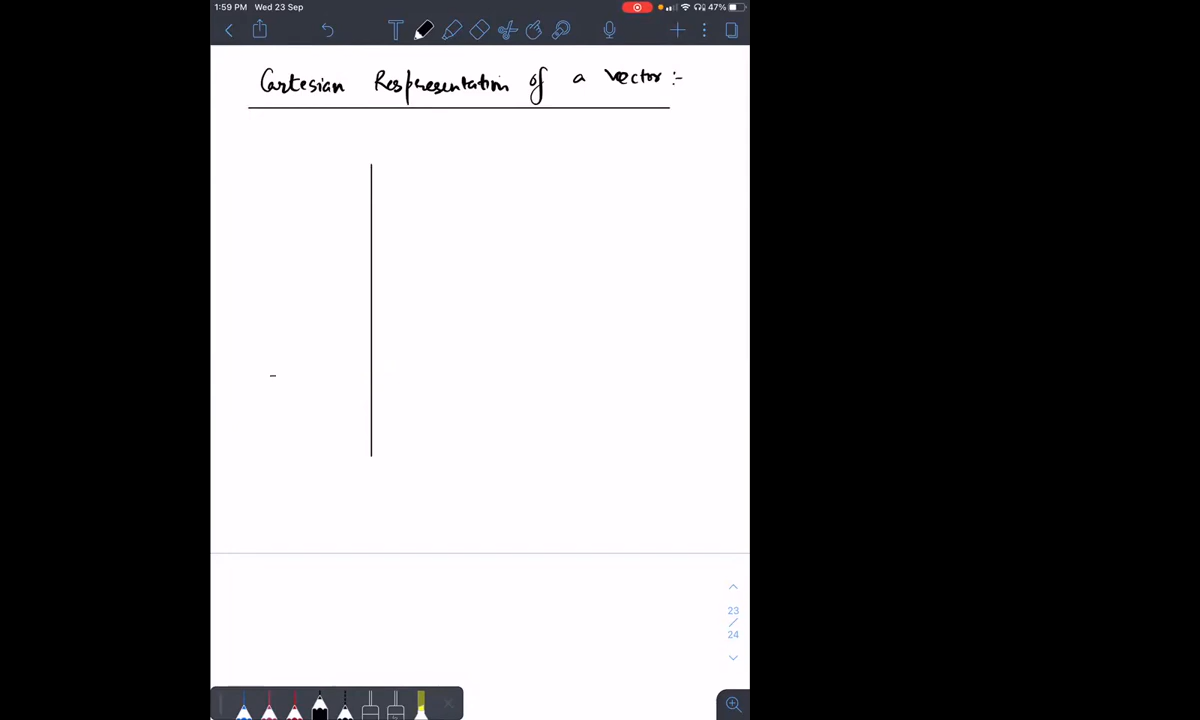 1:59 PM Wed 23 Sep 47%
T
Cartesian Respresentation of a vector :-
23
24